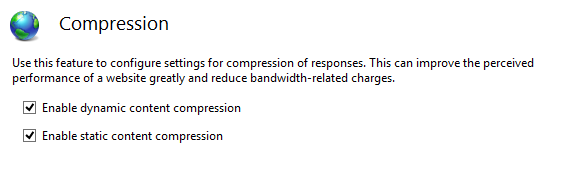 Compression
Use this feature to configure settings for compression of responses. This can improve the perceived
performance of a website greatly and reduce bandwidth-related charges.
Enable dynamic content compression
Enable static content compression